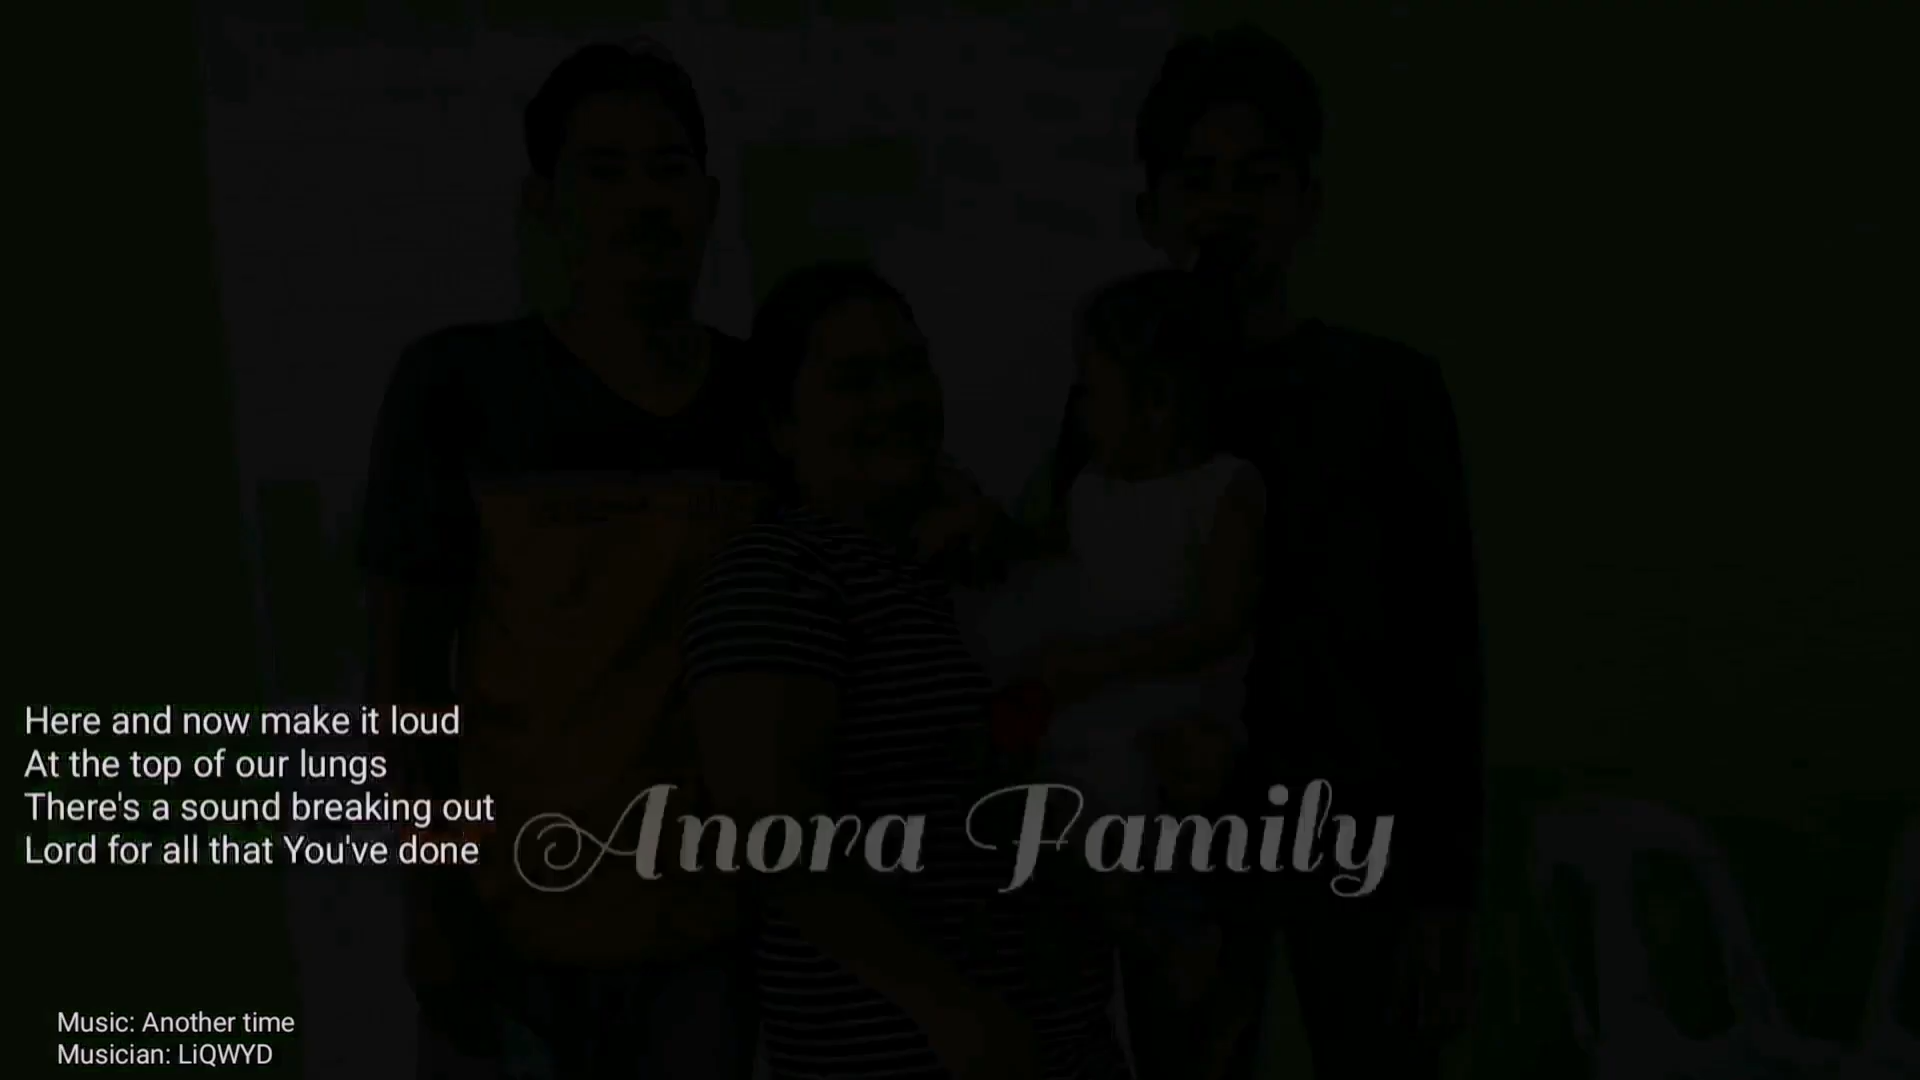 Here and now make it loud
At the top of our lungs
There's a sound breaking out
Lord for all that You've done
Anora Family
Music: Another time
Musician: LiQWYD